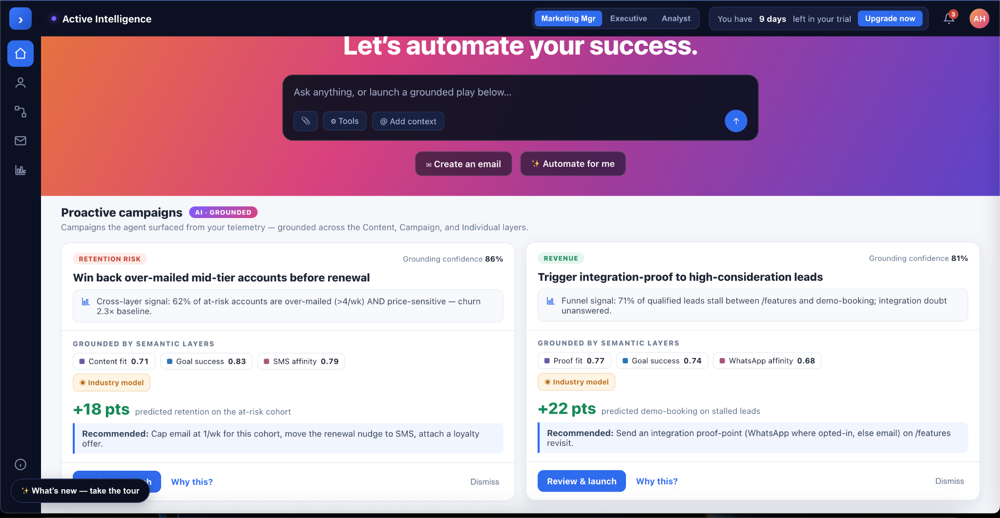 Active Intelligence
Marketing Mgr
Executive
Analyst
You have 9 days left in your trial
Upgrade now
3
AH
Let's automate your success.
Ask anything, or launch a grounded play below...
Tools
@ Add context
Create an email
✨ Automate for me
Proactive campaigns
AI · GROUNDED
Campaigns the agent surfaced from your telemetry — grounded across the Content, Campaign, and Individual layers.
RETENTION RISK
Grounding confidence 86%
Win back over-mailed mid-tier accounts before renewal
Cross-layer signal: 62% of at-risk accounts are over-mailed (>4/wk) AND price-sensitive — churn
2.3× baseline.
GROUNDED BY SEMANTIC LAYERS
Content fit 0.71
Goal success 0.83
SMS affinity 0.79
Industry model
+18 pts predicted retention on the at-risk cohort
Recommended: Cap email at 1/wk for this cohort, move the renewal nudge to SMS, attach a loyalty
offer.
Why this?
Dismiss
REVENUE
Grounding confidence 81%
Trigger integration-proof to high-consideration leads
Funnel signal: 71% of qualified leads stall between /features and demo-booking; integration doubt
unanswered.
GROUNDED BY SEMANTIC LAYERS
Proof fit 0.77
Goal success 0.74
WhatsApp affinity 0.68
Industry model
+22 pts predicted demo-booking on stalled leads
Recommended: Send an integration proof-point (WhatsApp where opted-in, else email) on /features
revisit.
Review & launch
Why this?
Dismiss
✨ What's new — take the tour